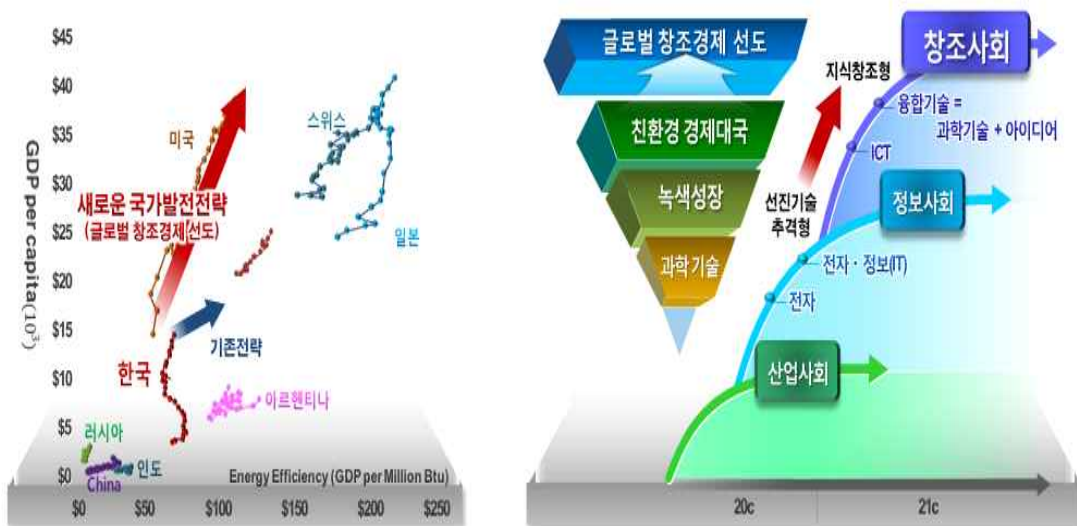 $45
$40
$35
$30
$25
$20
$15
$10
$5
$0
GDP per capita(10³)
미국
스위스
새로운 국가발전전략
(글로벌 창조경제 선도)
일본
기존전략
한국
아르헨티나
러시아
인도
China
Energy Efficiency (GDP per Million Btu)
$0 $50 $100 $150 $200 $250
글로벌 창조경제 선도
친환경 경제대국
녹색성장
과학기술
창조사회
지식창조형
융합기술 =
과학기술 + 아이디어
ICT
선진기술
추격형
정보사회
전자·정보(IT)
전자
산업사회
20c 21c